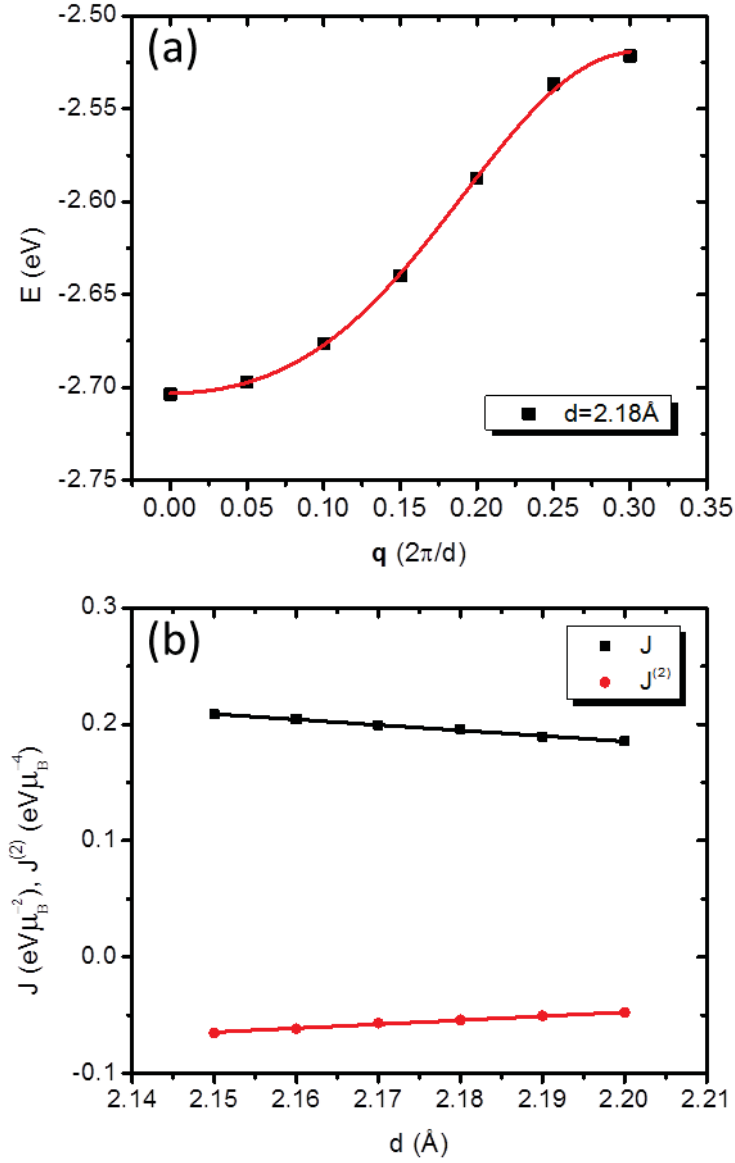 (a)
-2.50
-2.55
-2.60
-2.65
-2.70
-2.75
E (eV)
d=2.18Å
0.00 0.05 0.10 0.15 0.20 0.25 0.30 0.35
q (2π/d)
(b)
0.3
0.2
0.1
0.0
-0.1
J (eVμ_B^-2), J^(2) (eVμ_B^-4)
J
J^(2)
2.14 2.15 2.16 2.17 2.18 2.19 2.20 2.21
d (Å)